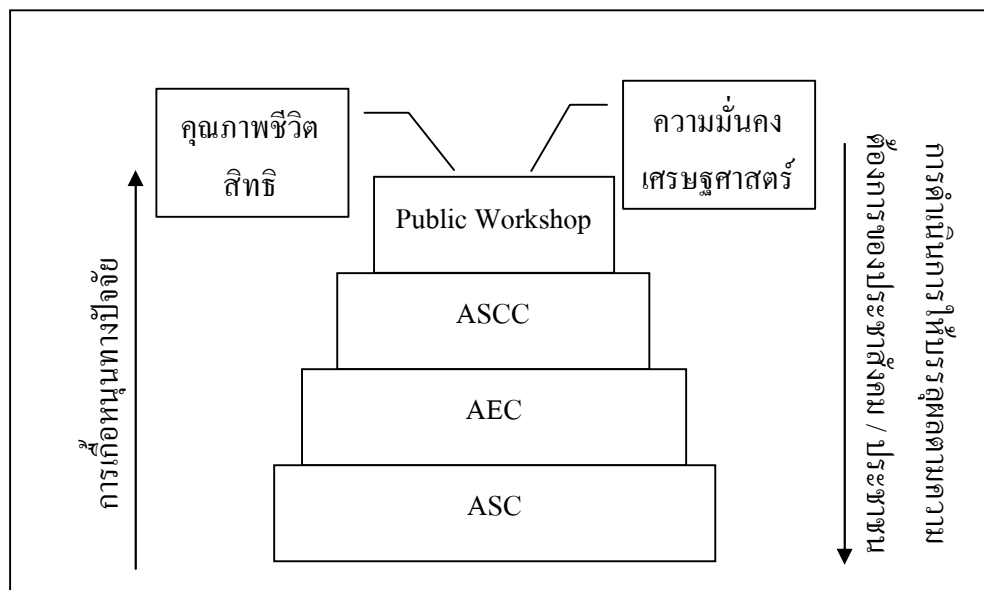 คุณภาพชีวิต
สิทธิ
ความมั่นคง
เศรษฐศาสตร์
Public Workshop
ASCC
AEC
ASC
การเกื้อหนุนทางปัจจัย
การดำเนินการให้บรรลุผลตามความ
ต้องการของประชาสังคม / ประชาชน